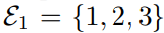 ℰ₁ = {1, 2, 3}